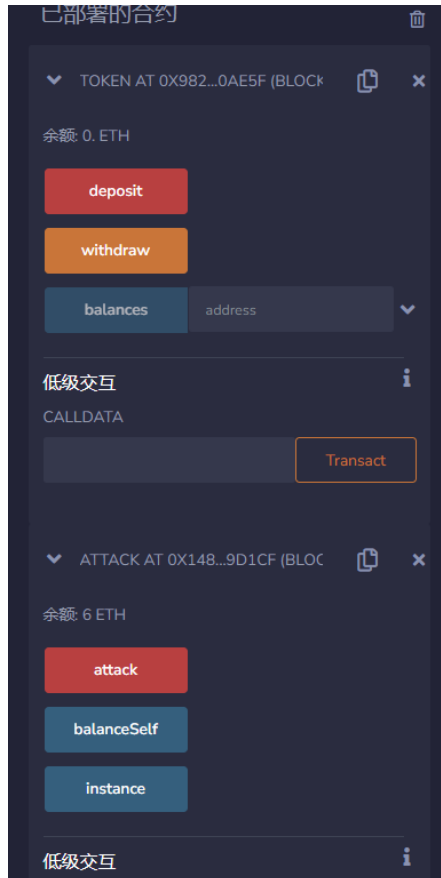 已部署的合约
TOKEN AT 0X982...0AE5F (BLOCK
余额: 0. ETH
deposit
withdraw
balances address
低级交互
CALLDATA
Transact
ATTACK AT 0X148...9D1CF (BLOC
余额: 6 ETH
attack
balanceSelf
instance
低级交互